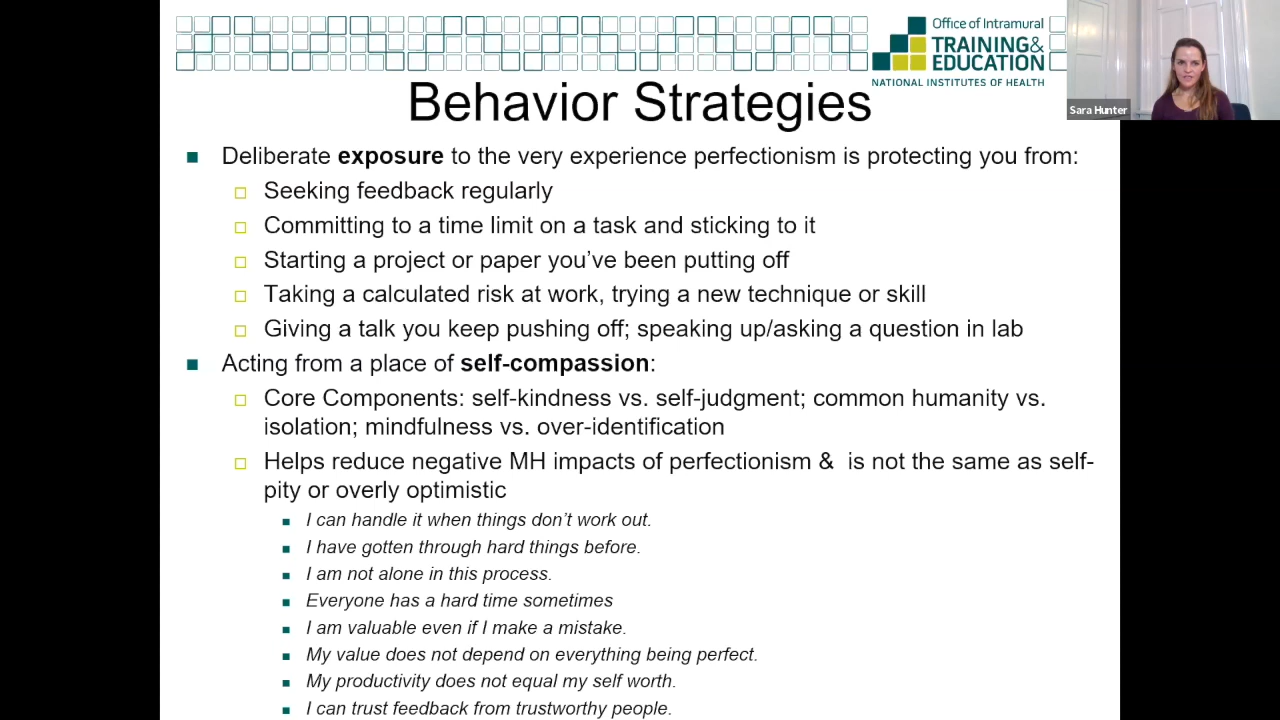 Office of Intramural
TRAINING&
EDUCATION
NATIONAL INSTITUTES OF HEALTH
Sara Hunter
Behavior Strategies
Deliberate exposure to the very experience perfectionism is protecting you from:
Seeking feedback regularly
Committing to a time limit on a task and sticking to it
Starting a project or paper you’ve been putting off
Taking a calculated risk at work, trying a new technique or skill
Giving a talk you keep pushing off; speaking up/asking a question in lab
Acting from a place of self-compassion:
Core Components: self-kindness vs. self-judgment; common humanity vs.
isolation; mindfulness vs. over-identification
Helps reduce negative MH impacts of perfectionism &  is not the same as self-
pity or overly optimistic
I can handle it when things don’t work out.
I have gotten through hard things before.
I am not alone in this process.
Everyone has a hard time sometimes
I am valuable even if I make a mistake.
My value does not depend on everything being perfect.
My productivity does not equal my self worth.
I can trust feedback from trustworthy people.